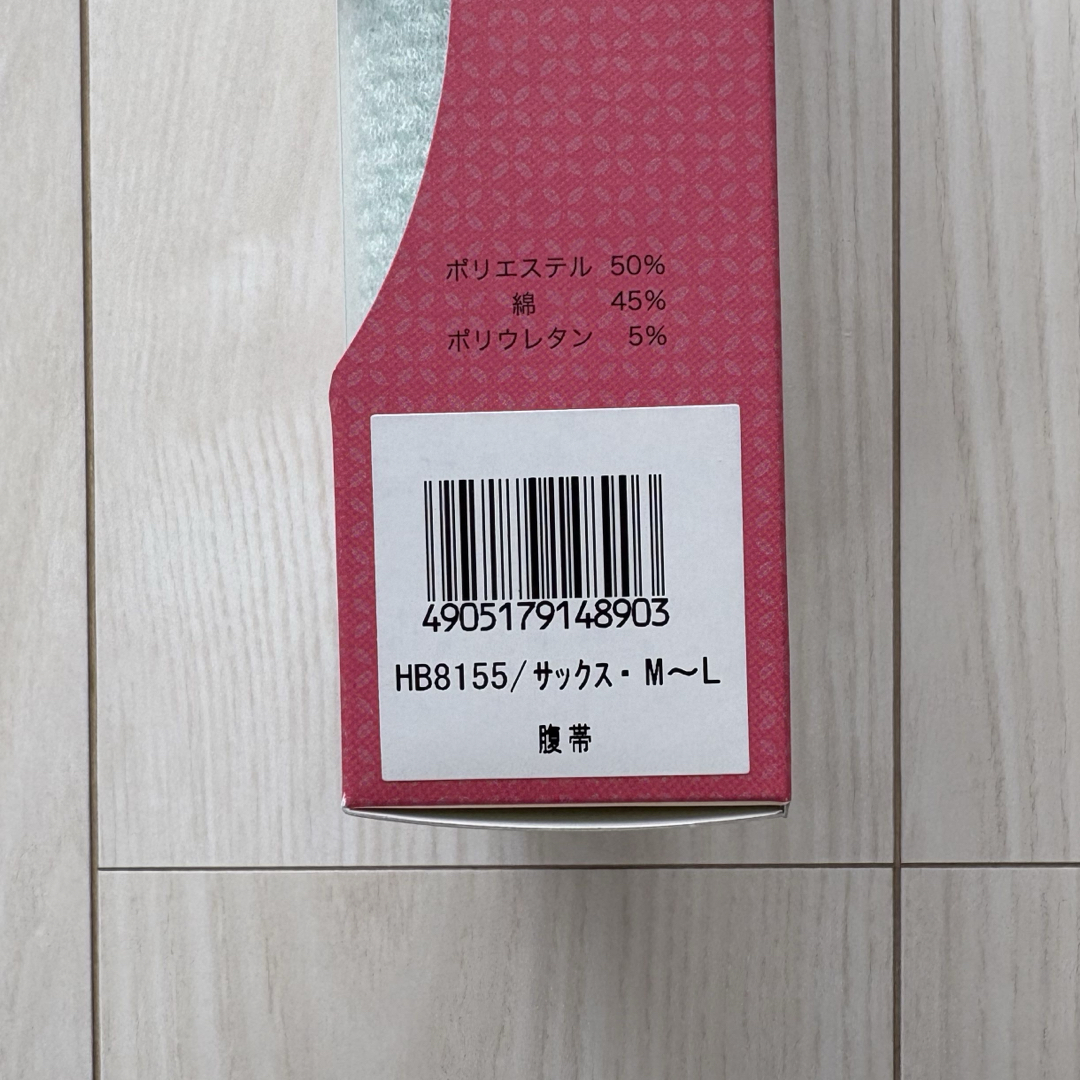 ポリエステル 50%
綿 45%
ポリウレタン 5%
4905179148903
HB8155/サックス・M〜L
腹帯